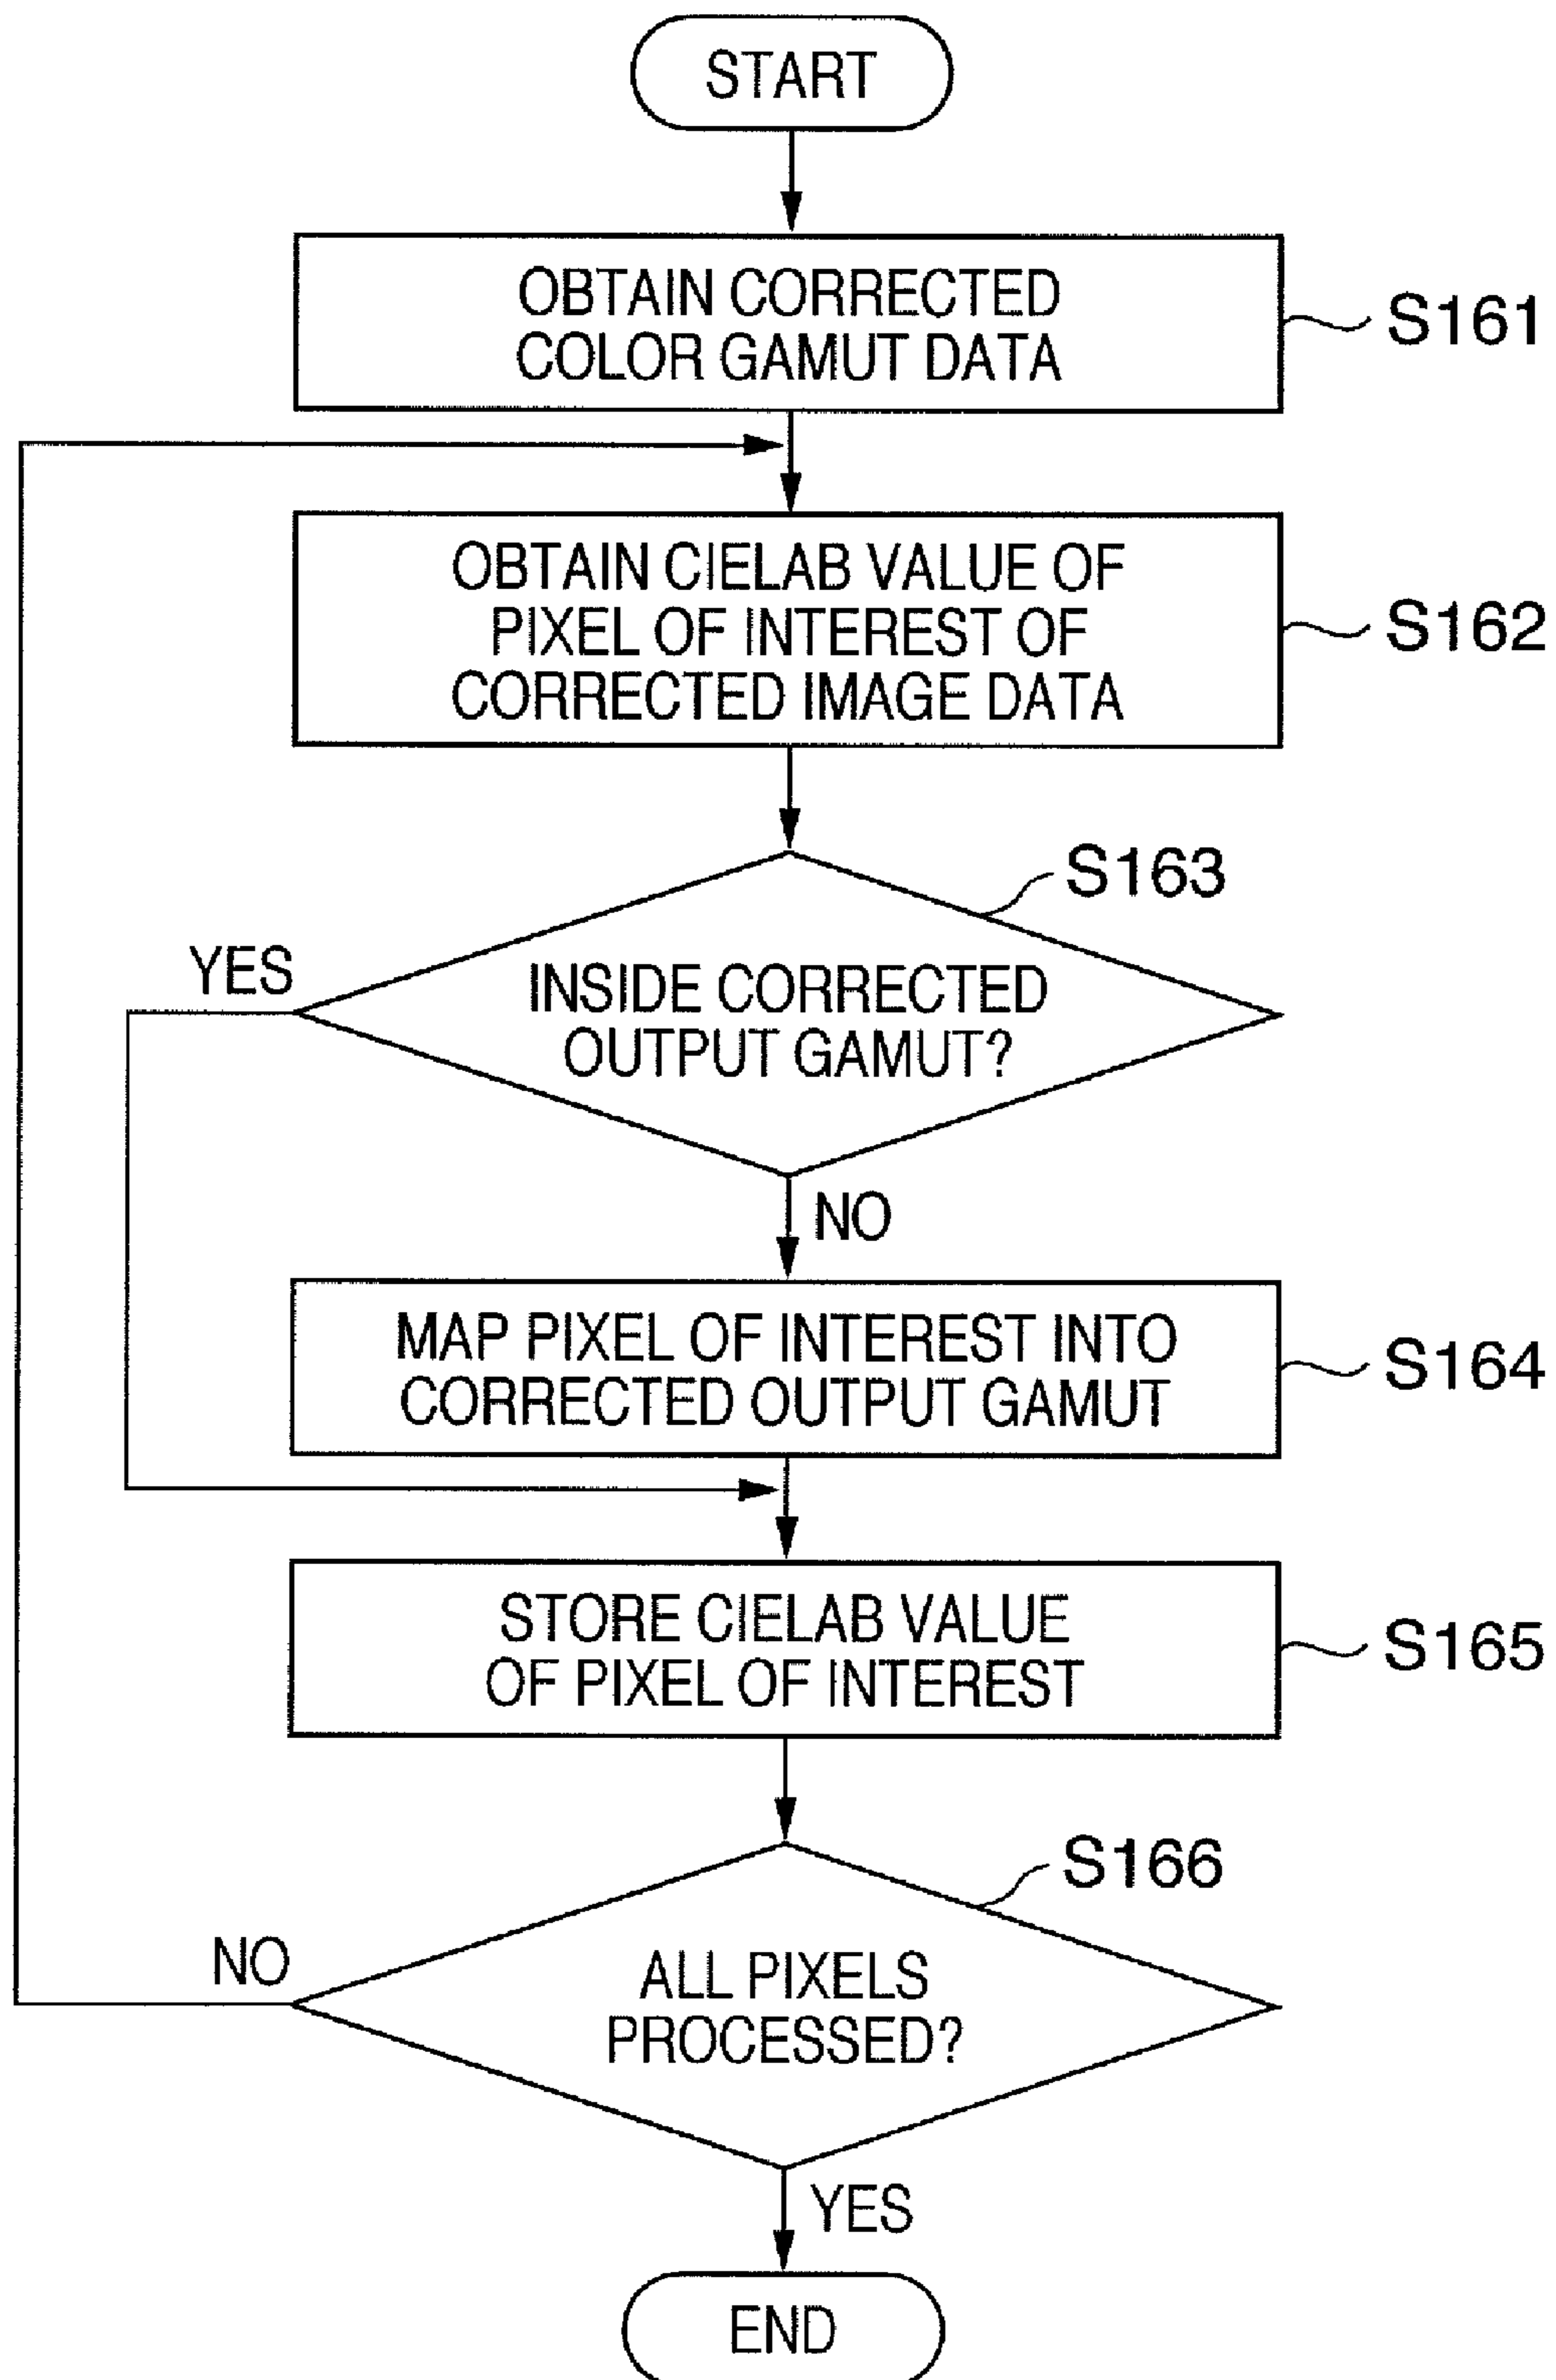 START
OBTAIN CORRECTED
COLOR GAMUT DATA
S161
OBTAIN CIELAB VALUE OF
PIXEL OF INTEREST OF
CORRECTED IMAGE DATA
S162
S163
YES
INSIDE CORRECTED
OUTPUT GAMUT?
NO
MAP PIXEL OF INTEREST INTO
CORRECTED OUTPUT GAMUT
S164
STORE CIELAB VALUE
OF PIXEL OF INTEREST
S165
S166
NO
ALL PIXELS
PROCESSED?
YES
END